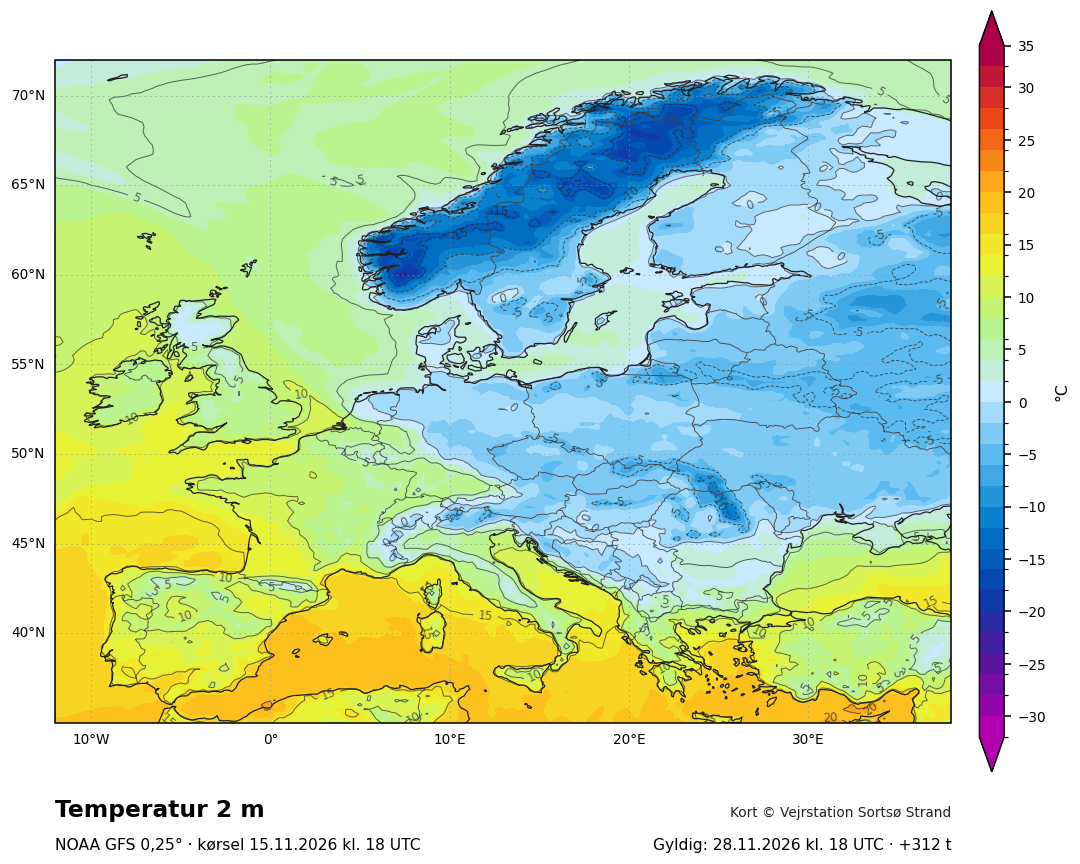 35
30
25
20
15
10
5
0
−5
−10
−15
−20
−25
−30
°C
70°N
65°N
60°N
55°N
50°N
45°N
40°N
10°W
0°
10°E
20°E
30°E
Temperatur 2 m
Kort © Vejrstation Sortsø Strand
NOAA GFS 0,25° · kørsel 15.11.2026 kl. 18 UTC
Gyldig: 28.11.2026 kl. 18 UTC · +312 t